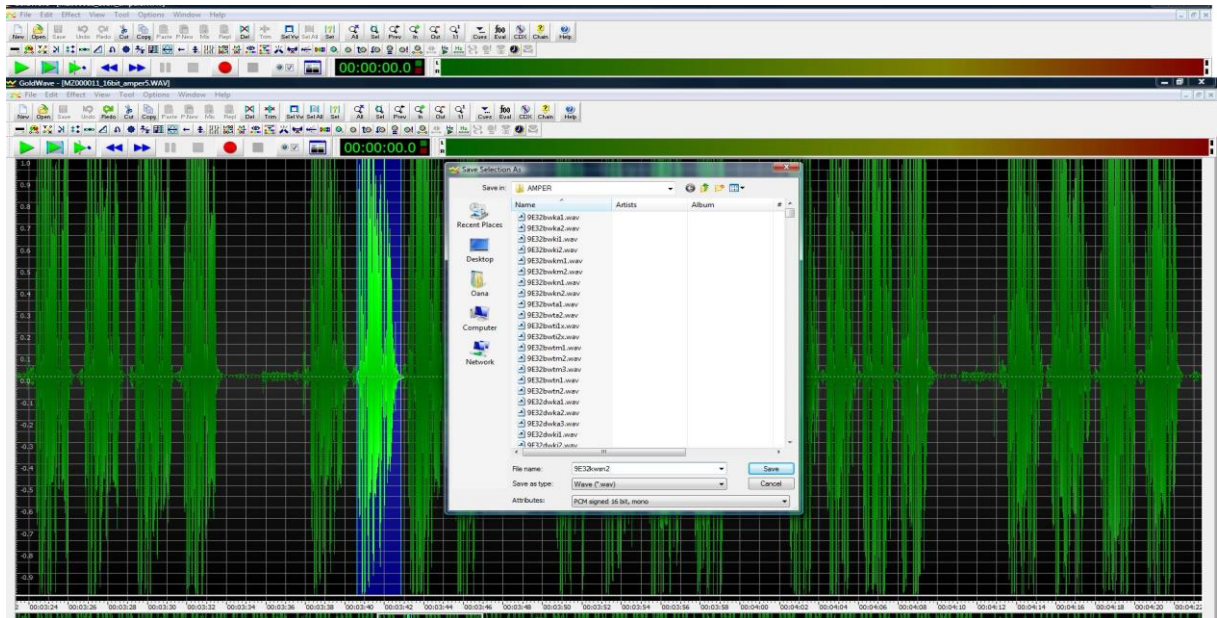 File Edit Effect View Tool Options Window Help
New Open Save Undo Redo Cut Copy Paste P.New Mix Repl Del Trim Sel Vw Sel All Set All Sel Prev In Out 1:1 Cues Eval CDX Chain Help
00:00:00.0
GoldWave - [MZ000011_16bit_amper5.WAV]
File Edit Effect View Tool Options Window Help
New Open Save Undo Redo Cut Copy Paste P.New Mix Repl Del Trim Sel Vw Sel All Set All Sel Prev In Out 1:1 Cues Eval CDX Chain Help
00:00:00.0
Save Selection As
Save in: AMPER
Name Artists Album #
Recent Places
Desktop
Oana
Computer
Network
9E32bwka1.wav
9E32bwka2.wav
9E32bwki1.wav
9E32bwki2.wav
9E32bwkm1.wav
9E32bwkm2.wav
9E32bwkn1.wav
9E32bwkn2.wav
9E32bwta1.wav
9E32bwta2.wav
9E32bwti1x.wav
9E32bwti2x.wav
9E32bwtm1.wav
9E32bwtm2.wav
9E32bwtm3.wav
9E32bwtn1.wav
9E32bwtn2.wav
9E32dwka1.wav
9E32dwka2.wav
9E32dwka3.wav
9E32dwki1.wav
9E32dwki2.wav
File name: 9E32kwsn2 Save
Save as type: Wave (*.wav) Cancel
Attributes: PCM signed 16 bit, mono
1.0
0.9
0.8
0.7
0.6
0.5
0.4
0.3
0.2
0.1
0.0
-0.1
-0.2
-0.3
-0.4
-0.5
-0.6
-0.7
-0.8
-0.9
2 00:03:24 00:03:26 00:03:28 00:03:30 00:03:32 00:03:34 00:03:36 00:03:38 00:03:40 00:03:42 00:03:44 00:03:46 00:03:48 00:03:50 00:03:52 00:03:54 00:03:56 00:03:58 00:04:00 00:04:02 00:04:04 00:04:06 00:04:08 00:04:10 00:04:12 00:04:14 00:04:16 00:04:18 00:04:20 00:04:22